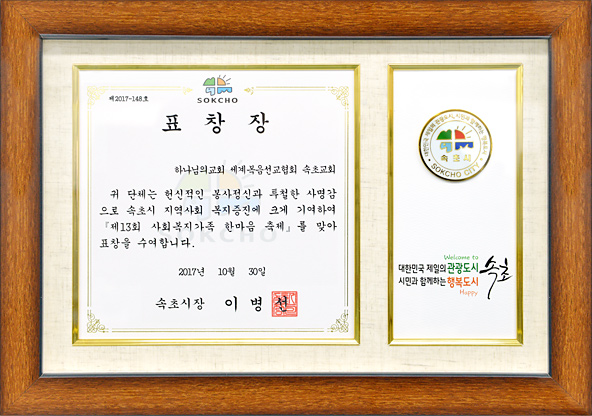 제2017-148호
SOKCHO
표창장
하나님의교회 세계복음선교협회 속초교회
귀 단체는 헌신적인 봉사정신과 투철한 사명감
으로 속초시 지역사회 복지증진에 크게 기여하여
『제13회 사회복지가족 한마음 축제』를 맞아
표창을 수여합니다.
SOKCHO
2017년 10월 30일
속초시장 이병선
속초시
SOKCHO CITY
Welcome to
대한민국 제일의 관광도시
시민과 함께하는 행복도시
Happy
속초